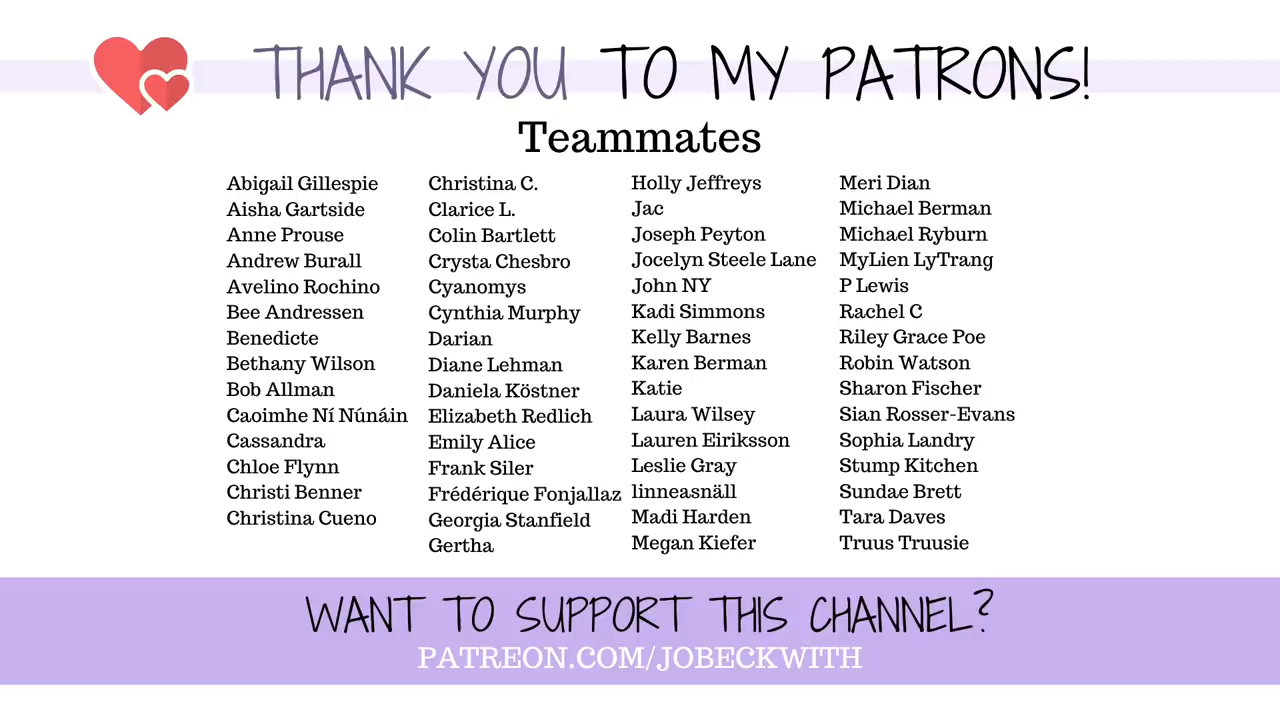 THANK YOU TO MY PATRONS!
Teammates
Abigail Gillespie
Aisha Gartside
Anne Prouse
Andrew Burall
Avelino Rochino
Bee Andressen
Benedicte
Bethany Wilson
Bob Allman
Caoimhe Ní Núnáin
Cassandra
Chloe Flynn
Christi Benner
Christina Cueno
Christina C.
Clarice L.
Colin Bartlett
Crysta Chesbro
Cyanomys
Cynthia Murphy
Darian
Diane Lehman
Daniela Köstner
Elizabeth Redlich
Emily Alice
Frank Siler
Frédérique Fonjallaz
Georgia Stanfield
Gertha
Holly Jeffreys
Jac
Joseph Peyton
Jocelyn Steele Lane
John NY
Kadi Simmons
Kelly Barnes
Karen Berman
Katie
Laura Wilsey
Lauren Eiriksson
Leslie Gray
linneasnäll
Madi Harden
Megan Kiefer
Meri Dian
Michael Berman
Michael Ryburn
MyLien LyTrang
P Lewis
Rachel C
Riley Grace Poe
Robin Watson
Sharon Fischer
Sian Rosser-Evans
Sophia Landry
Stump Kitchen
Sundae Brett
Tara Daves
Truus Truusie
WANT TO SUPPORT THIS CHANNEL?
PATREON.COM/JOBECKWITH